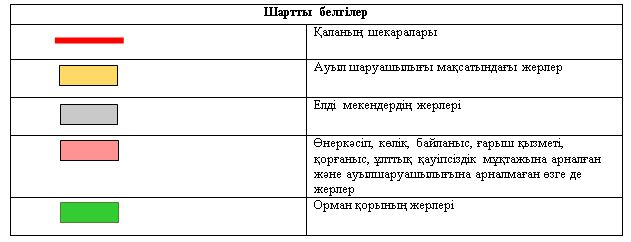 Шартты белгілер
Қаланың шекаралары
Ауыл шаруашылығы мақсатындағы жерлер
Елді мекендердің жерлері
Өнеркәсіп, көлік, байланыс, ғарыш қызметі,
қорғаныс, ұлттық қауіпсіздік мұқтажына арналған
және ауылшаруашылығына арналмаған өзге де
жерлер
Орман қорының жерлері